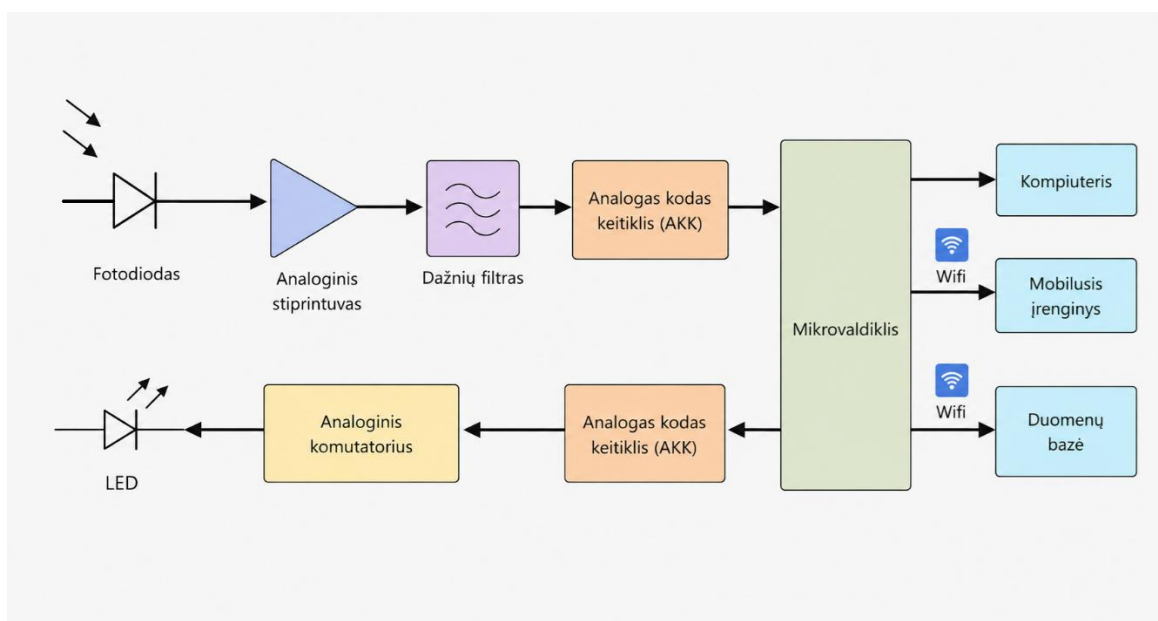 Fotodiodas
Analoginis
stiprintuvas
Dažnių filtras
Analogas kodas
keitiklis (AKK)
Mikrovaldiklis
Kompiuteris
Wifi
Mobilusis
įrenginys
Wifi
Duomenų
bazė
Analogas kodas
keitiklis (AKK)
Analoginis
komutatorius
LED